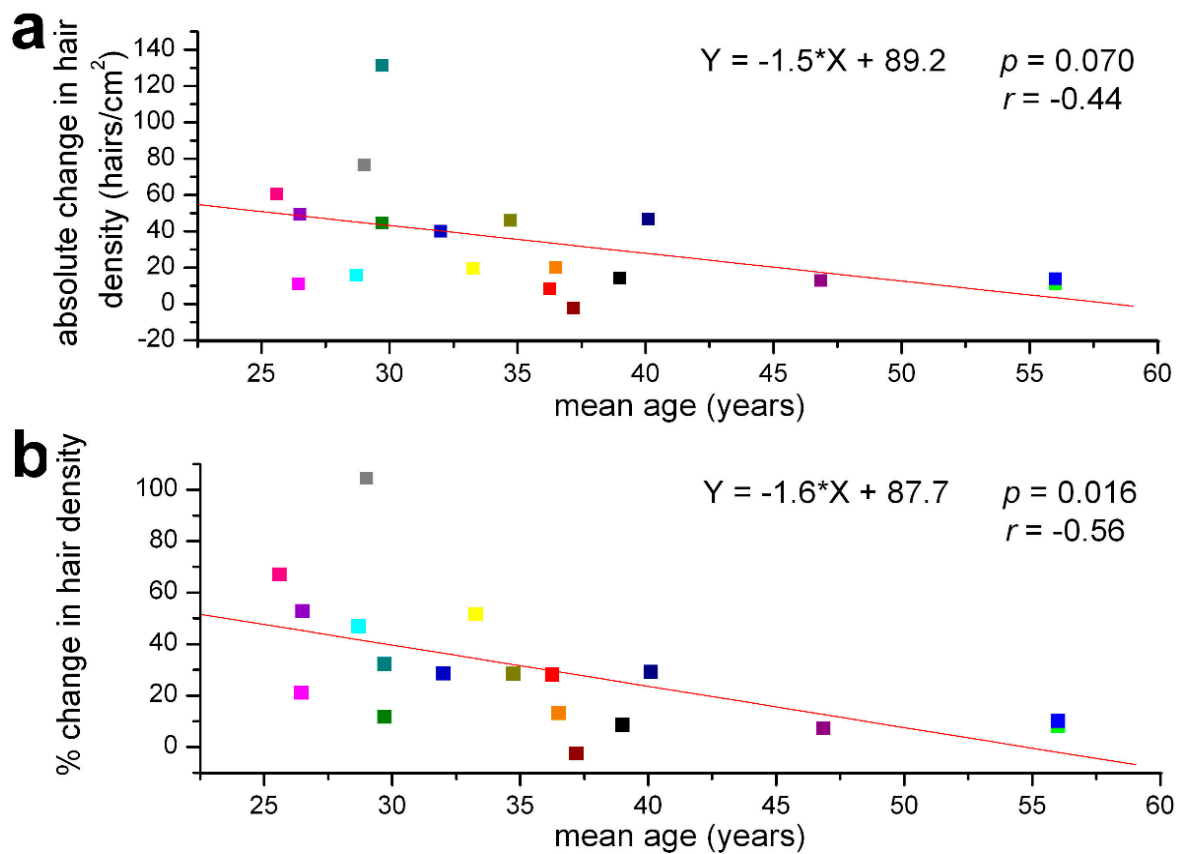 a
absolute change in hair
density (hairs/cm²)
140
120
100
80
60
40
20
0
-20
Y = -1.5*X + 89.2 p = 0.070
r = -0.44
25 30 35 40 45 50 55 60
mean age (years)
b
% change in hair density
100
80
60
40
20
0
Y = -1.6*X + 87.7 p = 0.016
r = -0.56
25 30 35 40 45 50 55 60
mean age (years)